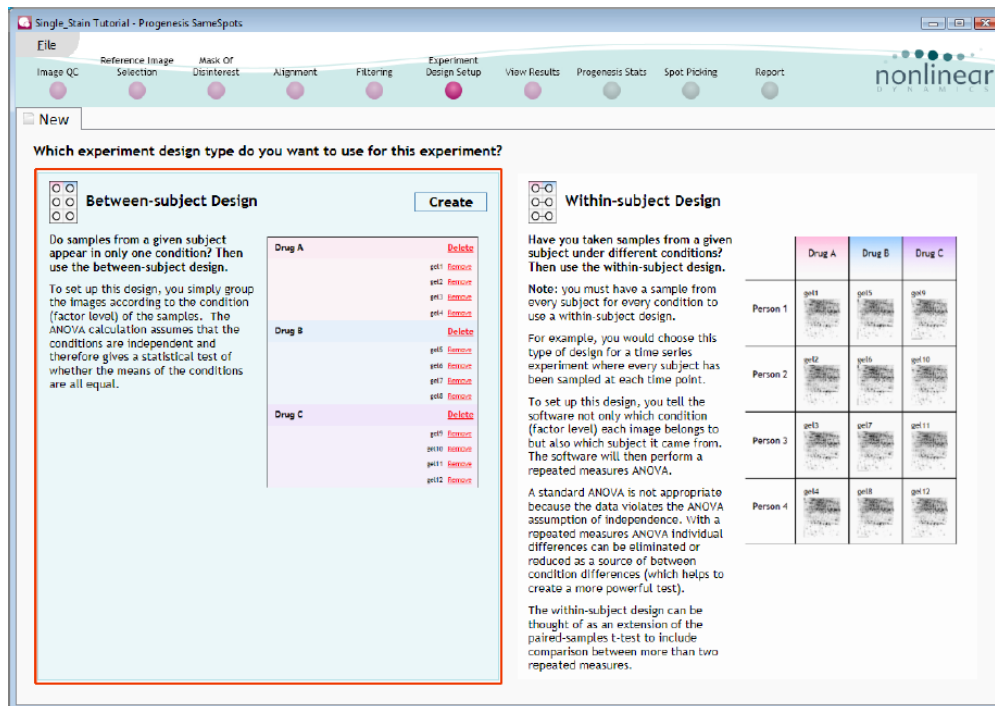 Single_Stain Tutorial - Progenesis SameSpots
File
Image QC
Reference Image
Selection
Mask Of
Disinterest
Alignment
Filtering
Experiment
Design Setup
View Results
Progenesis Stats
Spot Picking
Report
nonlinear
DYNAMICS
New
Which experiment design type do you want to use for this experiment?
Between-subject Design
Create
Do samples from a given subject
appear in only one condition? Then
use the between-subject design.
To set up this design, you simply group
the images according to the condition
(factor level) of the samples. The
ANOVA calculation assumes that the
conditions are independent and
therefore gives a statistical test of
whether the means of the conditions
are all equal.
Drug A Delete
gel1 Remove
gel2 Remove
gel3 Remove
gel4 Remove
Drug B Delete
gel5 Remove
gel6 Remove
gel7 Remove
gel8 Remove
Drug C Delete
gel9 Remove
gel10 Remove
gel11 Remove
gel12 Remove
Within-subject Design
Have you taken samples from a given
subject under different conditions?
Then use the within-subject design.
Note: you must have a sample from
every subject for every condition to
use a within-subject design.
For example, you would choose this
type of design for a time series
experiment where every subject has
been sampled at each time point.
To set up this design, you tell the
software not only which condition
(factor level) each image belongs to
but also which subject it came from.
The software will then perform a
repeated measures ANOVA.
A standard ANOVA is not appropriate
because the data violates the ANOVA
assumption of independence. With a
repeated measures ANOVA individual
differences can be eliminated or
reduced as a source of between
condition differences (which helps to
create a more powerful test).
The within-subject design can be
thought of as an extension of the
paired-samples t-test to include
comparison between more than two
repeated measures.
Drug A Drug B Drug C
gel1 gel5 gel9
Person 1
gel2 gel6 gel10
Person 2
gel3 gel7 gel11
Person 3
gel4 gel8 gel12
Person 4